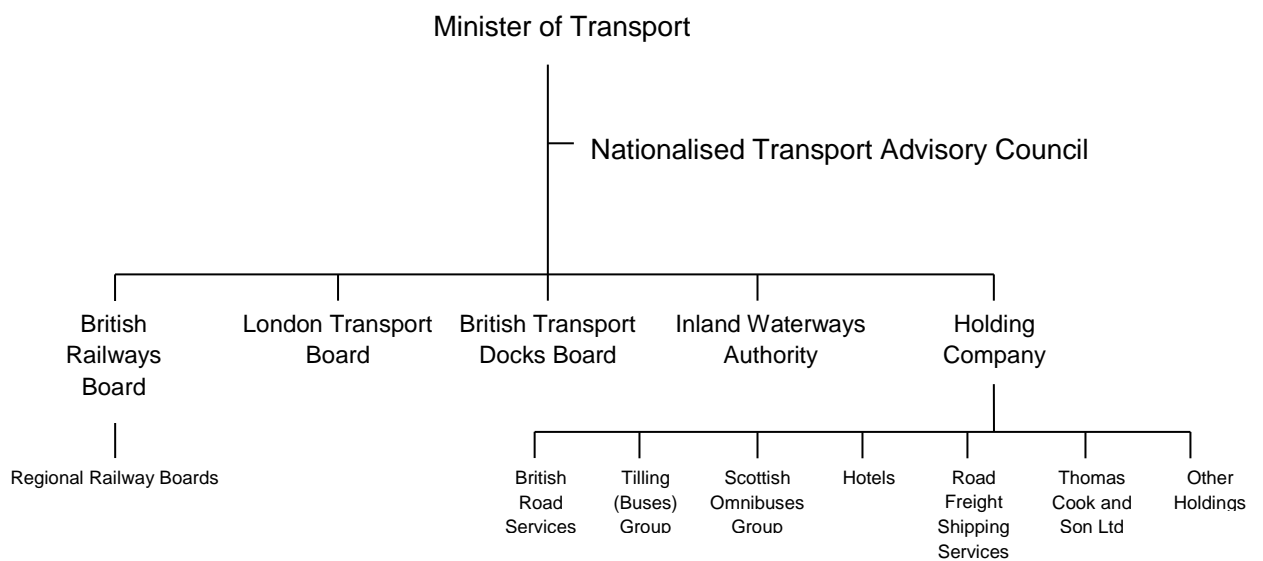 Minister of Transport
Nationalised Transport Advisory Council
British
Railways
Board
London Transport
Board
British Transport
Docks Board
Inland Waterways
Authority
Holding
Company
Regional Railway Boards
British
Road
Services
Tilling
(Buses)
Group
Scottish
Omnibuses
Group
Hotels
Road
Freight
Shipping
Services
Thomas
Cook and
Son Ltd
Other
Holdings